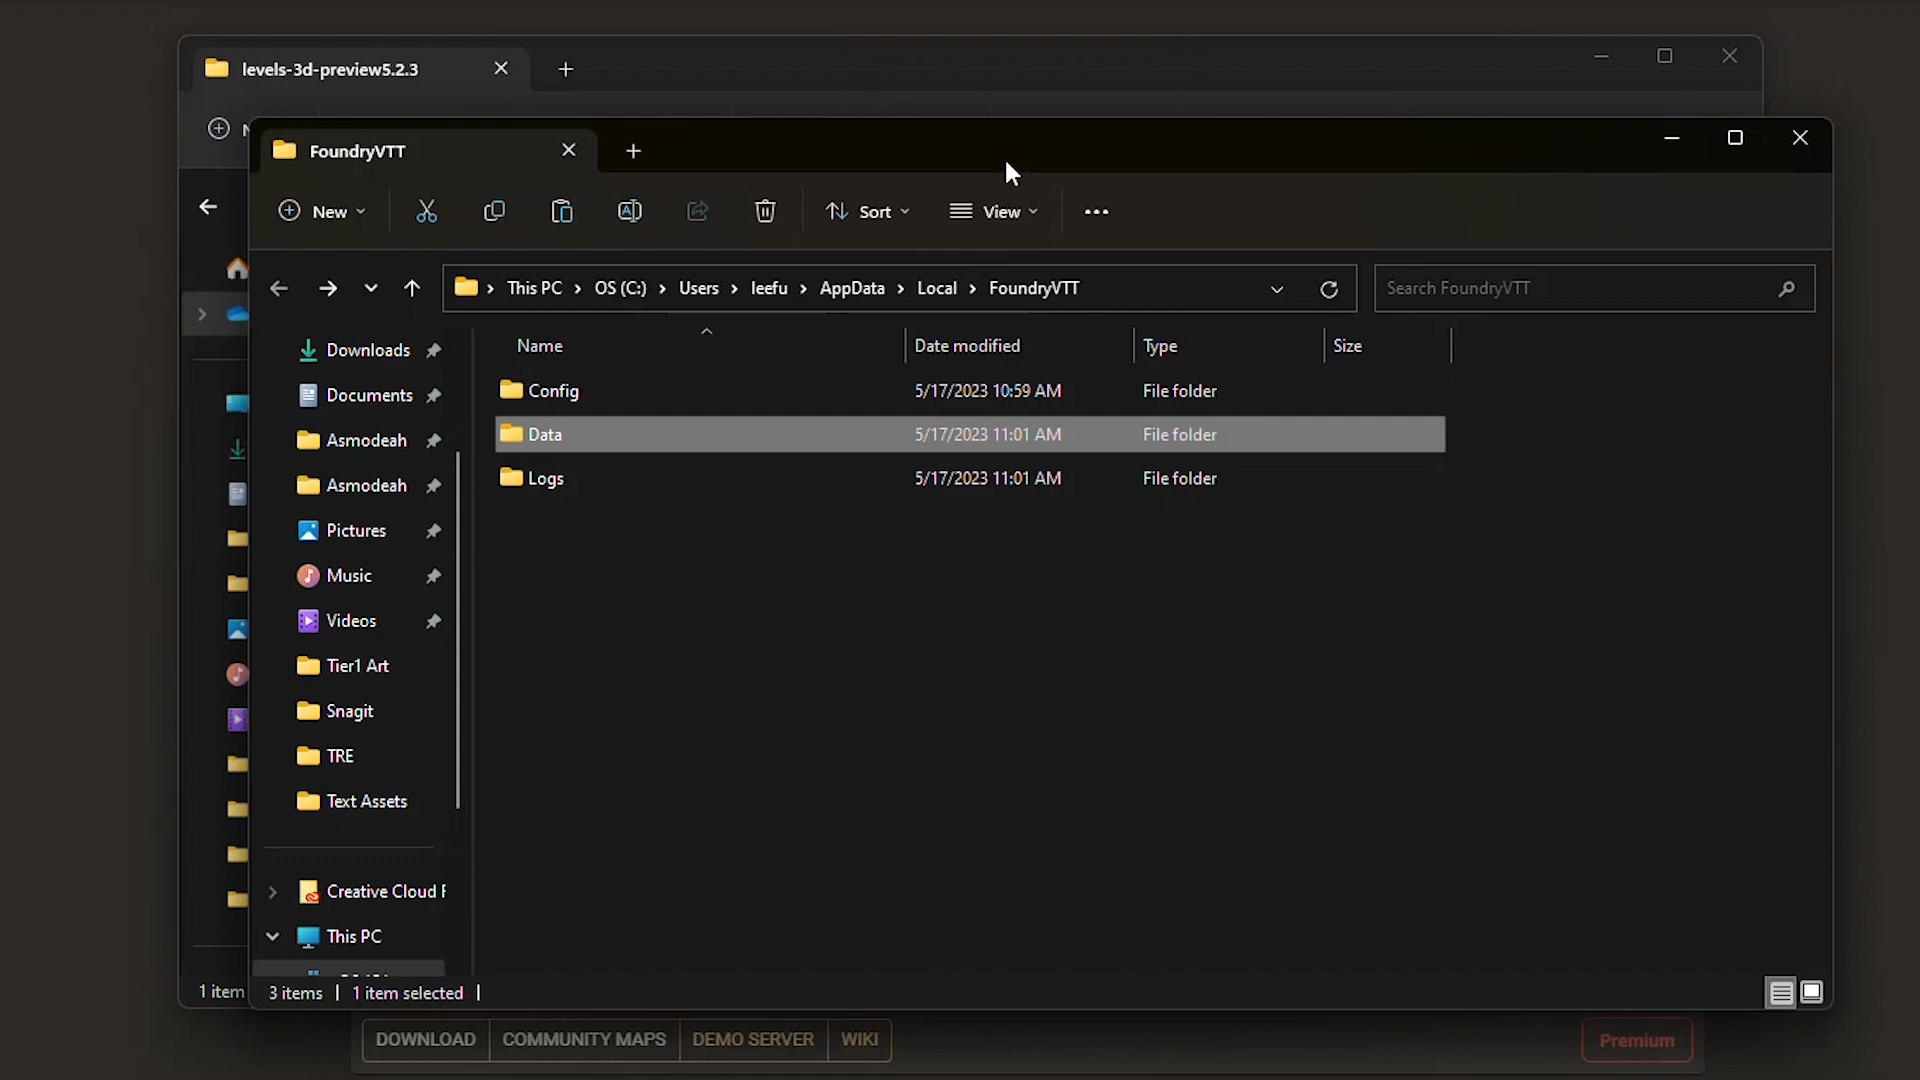 levels-3d-preview5.2.3
FoundryVTT
New
Sort
View
This PC > OS (C:) > Users > leefu > AppData > Local > FoundryVTT
Search FoundryVTT
Name Date modified Type Size
Config 5/17/2023 10:59 AM File folder
Data 5/17/2023 11:01 AM File folder
Logs 5/17/2023 11:01 AM File folder
Downloads
Documents
Asmodeah
Asmodeah
Pictures
Music
Videos
Tier1 Art
Snagit
TRE
Text Assets
Creative Cloud F
This PC
1 item
3 items | 1 item selected |
DOWNLOAD COMMUNITY MAPS DEMO SERVER WIKI
Premium